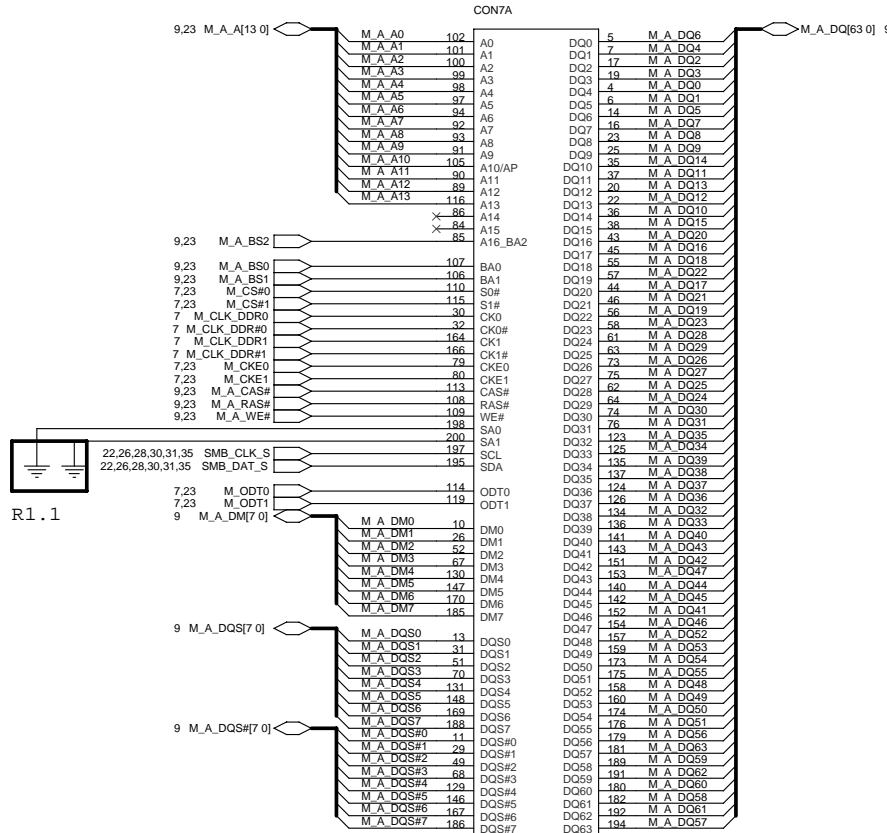 CON7A
9,23 M_A_A[13 0]
M_A_A0 102 A0
M_A_A1 101 A1
M_A_A2 100 A2
M_A_A3 99 A3
M_A_A4 98 A4
M_A_A5 97 A5
M_A_A6 94 A6
M_A_A7 92 A7
M_A_A8 93 A8
M_A_A9 91 A9
M_A_A10 105 A10/AP
M_A_A11 90 A11
M_A_A12 89 A12
M_A_A13 116 A13
86 A14
84 A15
9,23 M_A_BS2 85 A16_BA2
9,23 M_A_BS0 107 BA0
9,23 M_A_BS1 106 BA1
7,23 M_CS#0 110 S0#
7,23 M_CS#1 115 S1#
7 M_CLK_DDR0 30 CK0
7 M_CLK_DDR#0 32 CK0#
7 M_CLK_DDR1 164 CK1
7 M_CLK_DDR#1 166 CK1#
7,23 M_CKE0 79 CKE0
7,23 M_CKE1 80 CKE1
9,23 M_A_CAS# 113 CAS#
9,23 M_A_RAS# 108 RAS#
9,23 M_A_WE# 109 WE#
198 SA0
200 SA1
22,26,28,30,31,35 SMB_CLK_S 197 SCL
22,26,28,30,31,35 SMB_DAT_S 195 SDA
R1.1
7,23 M_ODT0 114 ODT0
7,23 M_ODT1 119 ODT1
9 M_A_DM[7 0]
M_A_DM0 10 DM0
M_A_DM1 26 DM1
M_A_DM2 52 DM2
M_A_DM3 67 DM3
M_A_DM4 130 DM4
M_A_DM5 147 DM5
M_A_DM6 170 DM6
M_A_DM7 185 DM7
9 M_A_DQS[7 0]
M_A_DQS0 13 DQS0
M_A_DQS1 31 DQS1
M_A_DQS2 51 DQS2
M_A_DQS3 70 DQS3
M_A_DQS4 131 DQS4
M_A_DQS5 148 DQS5
M_A_DQS6 169 DQS6
M_A_DQS7 188 DQS7
9 M_A_DQS#[7 0]
M_A_DQS#0 11 DQS#0
M_A_DQS#1 29 DQS#1
M_A_DQS#2 49 DQS#2
M_A_DQS#3 68 DQS#3
M_A_DQS#4 129 DQS#4
M_A_DQS#5 146 DQS#5
M_A_DQS#6 167 DQS#6
M_A_DQS#7 186 DQS#7
DQ0 5 M_A_DQ6
DQ1 7 M_A_DQ4
DQ2 17 M_A_DQ2
DQ3 19 M_A_DQ3
DQ4 4 M_A_DQ0
DQ5 6 M_A_DQ1
DQ6 14 M_A_DQ5
DQ7 16 M_A_DQ7
DQ8 23 M_A_DQ8
DQ9 25 M_A_DQ9
DQ10 35 M_A_DQ14
DQ11 37 M_A_DQ11
DQ12 20 M_A_DQ13
DQ13 22 M_A_DQ12
DQ14 36 M_A_DQ10
DQ15 38 M_A_DQ15
DQ16 43 M_A_DQ20
DQ17 45 M_A_DQ16
DQ18 55 M_A_DQ18
DQ19 57 M_A_DQ22
DQ20 44 M_A_DQ17
DQ21 46 M_A_DQ21
DQ22 56 M_A_DQ19
DQ23 58 M_A_DQ23
DQ24 61 M_A_DQ28
DQ25 63 M_A_DQ29
DQ26 73 M_A_DQ26
DQ27 75 M_A_DQ27
DQ28 62 M_A_DQ25
DQ29 64 M_A_DQ24
DQ30 74 M_A_DQ30
DQ31 76 M_A_DQ31
DQ32 123 M_A_DQ35
DQ33 125 M_A_DQ34
DQ34 135 M_A_DQ39
DQ35 137 M_A_DQ38
DQ36 124 M_A_DQ37
DQ37 126 M_A_DQ36
DQ38 134 M_A_DQ32
DQ39 136 M_A_DQ33
DQ40 141 M_A_DQ40
DQ41 143 M_A_DQ43
DQ42 151 M_A_DQ42
DQ43 153 M_A_DQ47
DQ44 140 M_A_DQ44
DQ45 142 M_A_DQ45
DQ46 152 M_A_DQ41
DQ47 154 M_A_DQ46
DQ48 157 M_A_DQ52
DQ49 159 M_A_DQ53
DQ50 173 M_A_DQ54
DQ51 175 M_A_DQ55
DQ52 158 M_A_DQ48
DQ53 160 M_A_DQ49
DQ54 174 M_A_DQ50
DQ55 176 M_A_DQ51
DQ56 179 M_A_DQ56
DQ57 181 M_A_DQ63
DQ58 189 M_A_DQ59
DQ59 191 M_A_DQ62
DQ60 180 M_A_DQ60
DQ61 182 M_A_DQ58
DQ62 192 M_A_DQ61
DQ63 194 M_A_DQ57
M_A_DQ[63 0] 9